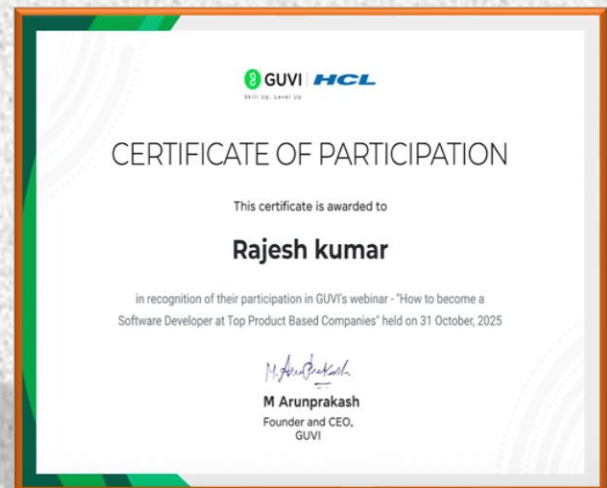 GUVI HCL
Skill Up. Level Up
CERTIFICATE OF PARTICIPATION
This certificate is awarded to
Rajesh kumar
in recognition of their participation in GUVI's webinar - "How to become a
Software Developer at Top Product Based Companies" held on 31 October, 2025
M. Arunprakash
M Arunprakash
Founder and CEO,
GUVI